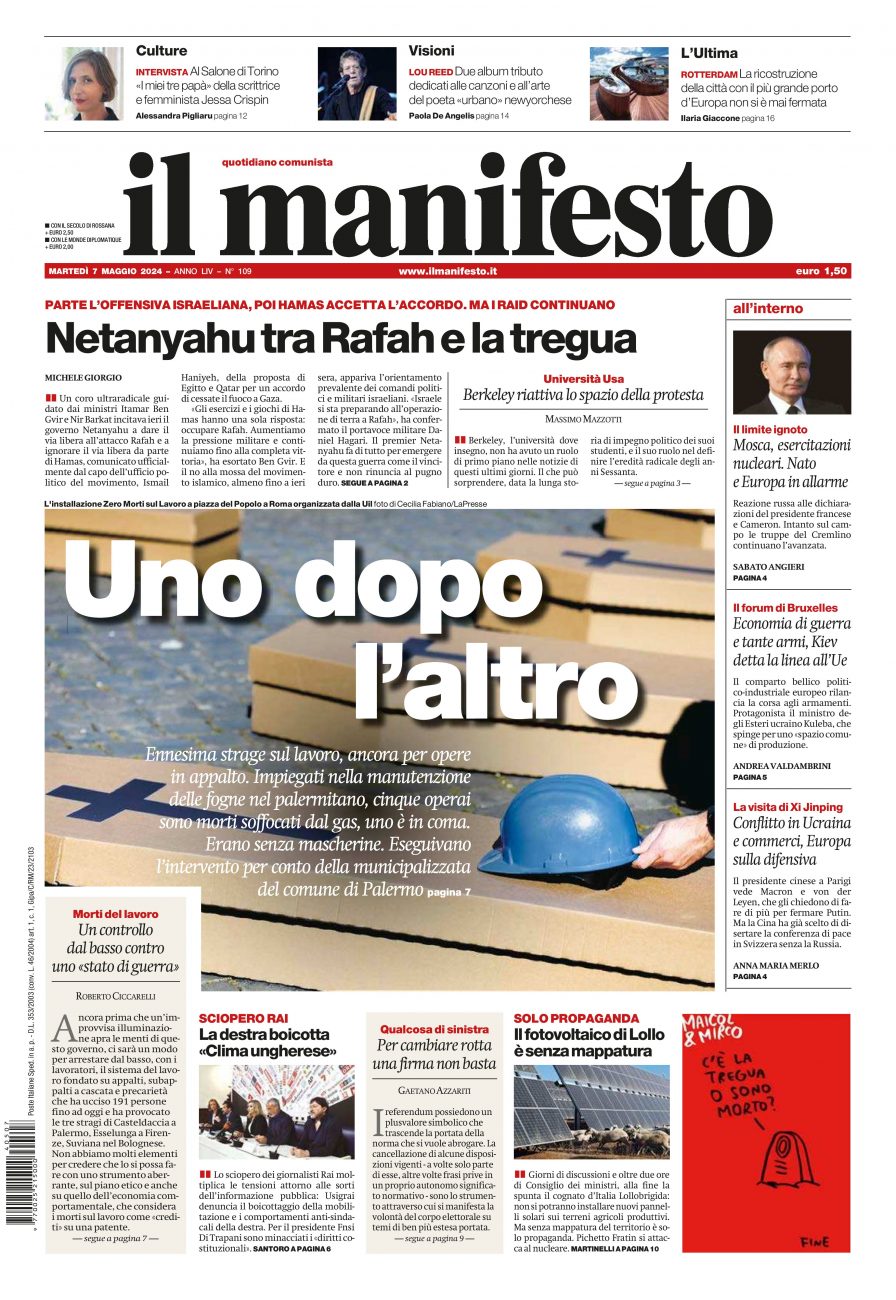 Culture
INTERVISTA Al Salone di Torino
«I miei tre papà» della scrittrice
e femminista Jessa Crispin
Alessandra Pigliaru pagina 12
Visioni
LOU REED Due album tributo
dedicati alle canzoni e all'arte
del poeta «urbano» newyorchese
Paola De Angelis pagina 14
L'Ultima
ROTTERDAM La ricostruzione
della città con il più grande porto
d'Europa non si è mai fermata
Ilaria Giaccone pagina 16
quotidiano comunista
il manifesto
CON IL SECOLO DI ROSSANA
+ EURO 2,50
CON LE MONDE DIPLOMATIQUE
+ EURO 2,00
MARTEDÌ 7 MAGGIO 2024 – ANNO LIV – N° 109
www.ilmanifesto.it
euro 1,50
PARTE L'OFFENSIVA ISRAELIANA, POI HAMAS ACCETTA L'ACCORDO. MA I RAID CONTINUANO
Netanyahu tra Rafah e la tregua
MICHELE GIORGIO
Un coro ultraradicale gui-
dato dai ministri Itamar Ben
Gvir e Nir Barkat incitava ieri il
governo Netanyahu a dare il
via libera all'attacco Rafah e a
ignorare il via libera da parte
di Hamas, comunicato ufficial-
mente dal capo dell'ufficio po-
litico del movimento, Ismail
Haniyeh, della proposta di
Egitto e Qatar per un accordo
di cessate il fuoco a Gaza.
«Gli esercizi e i giochi di Ha-
mas hanno una sola risposta:
occupare Rafah. Aumentiamo
la pressione militare e conti-
nuiamo fino alla completa vit-
toria», ha esortato Ben Gvir. E
il no alla mossa del movimen-
to islamico, almeno fino a ieri
sera, appariva l'orientamento
prevalente dei comandi politi-
ci e militari israeliani. «Israele
si sta preparando all'operazio-
ne di terra a Rafah», ha confer-
mato il portavoce militare Da-
niel Hagari. Il premier Neta-
nyahu fa di tutto per emergere
da questa guerra come il vinci-
tore e non rinuncia al pugno
duro. SEGUE A PAGINA 2
Università Usa
Berkeley riattiva lo spazio della protesta
MASSIMO MAZZOTTI
Berkeley, l'università dove
insegno, non ha avuto un ruolo
di primo piano nelle notizie di
questi ultimi giorni. Il che può
sorprendere, data la lunga sto-
ria di impegno politico dei suoi
studenti, e il suo ruolo nel defi-
nire l'eredità radicale degli an-
ni Sessanta.
— segue a pagina 3 —
all'interno
Il limite ignoto
Mosca, esercitazioni
nucleari. Nato
e Europa in allarme
Reazione russa alle dichiara-
zioni del presidente francese
e Cameron. Intanto sul cam-
po le truppe del Cremlino
continuano l'avanzata.
SABATO ANGIERI
PAGINA 4
Il forum di Bruxelles
Economia di guerra
e tante armi, Kiev
detta la linea all'Ue
Il comparto bellico politi-
co-industriale europeo rilan-
cia la corsa agli armamenti.
Protagonista il ministro de-
gli Esteri ucraino Kuleba, che
spinge per uno «spazio comu-
ne» di produzione.
ANDREA VALDAMBRINI
PAGINA 5
La visita di Xi Jinping
Conflitto in Ucraina
e commerci, Europa
sulla difensiva
Il presidente cinese a Parigi
vede Macron e von der
Leyen, che gli chiedono di fa-
re di più per fermare Putin.
Ma la Cina ha già scelto di di-
sertare la conferenza di pace
in Svizzera senza la Russia.
ANNA MARIA MERLO
PAGINA 4
L'installazione Zero Morti sul Lavoro a piazza del Popolo a Roma organizzata dalla Uil foto di Cecilia Fabiano/LaPresse
Uno dopo
l'altro
Ennesima strage sul lavoro, ancora per opere
in appalto. Impiegati nella manutenzione
delle fogne nel palermitano, cinque operai
sono morti soffocati dal gas, uno è in coma.
Erano senza mascherine. Eseguivano
l'intervento per conto della municipalizzata
del comune di Palermo pagina 7
Morti del lavoro
Un controllo
dal basso contro
uno «stato di guerra»
ROBERTO CICCARELLI
Ancora prima che un'im-
provvisa illuminazio-
ne apra le menti di que-
sto governo, ci sarà un modo
per arrestare dal basso, con i
lavoratori, il sistema del lavo-
ro fondato su appalti, subap-
palti a cascata e precarietà
che ha ucciso 191 persone
fino ad oggi e ha provocato
le tre stragi di Casteldaccia a
Palermo, Esselunga a Firen-
ze, Suviana nel Bolognese.
Non abbiamo molti elementi
per credere che lo si possa fa-
re con uno strumento aber-
rante, sul piano etico e anche
su quello dell'economia com-
portamentale, che considera
i morti sul lavoro come «credi-
ti» su una patente.
— segue a pagina 7 —
SCIOPERO RAI
La destra boicotta
«Clima ungherese»
Lo sciopero dei giornalisti Rai mol-
tiplica le tensioni attorno alle sorti
dell'informazione pubblica: Usigrai
denuncia il boicottaggio della mobili-
tazione e i comportamenti anti-sinda-
cali della destra. Per il presidente Fnsi
Di Trapani sono minacciati i «diritti co-
stituzionali». SANTORO A PAGINA 6
Qualcosa di sinistra
Per cambiare rotta
una firma non basta
GAETANO AZZARITI
I referendum possiedono un
plusvalore simbolico che
trascende la portata della
norma che si vuole abrogare. La
cancellazione di alcune disposi-
zioni vigenti - a volte solo parte
di esse, altre volte frasi prive in
un proprio autonomo significa-
to normativo - sono lo strumen-
to attraverso cui si manifesta la
volontà del corpo elettorale su
temi di ben più estesa portata.
— segue a pagina 9 —
SOLO PROPAGANDA
Il fotovoltaico di Lollo
è senza mappatura
Giorni di discussioni e oltre due ore
di Consiglio dei ministri, alla fine la
spunta il cognato d'Italia Lollobrigida:
non si potranno installare nuovi pannel-
li solari sui terreni agricoli produttivi.
Ma senza mappatura del territorio è so-
lo propaganda. Pichetto Fratin si attac-
ca al nucleare. MARTINELLI A PAGINA 10
MAICOL
& MIRCO
C'È LA
TREGUA
O SONO
MORTO?
FINE
Poste Italiane Sped. in a. p. - D.L. 353/2003 (conv. L. 46/2004) art. 1, c. 1, Gipa/C/RM/23/2103
40507
9 770025 215000